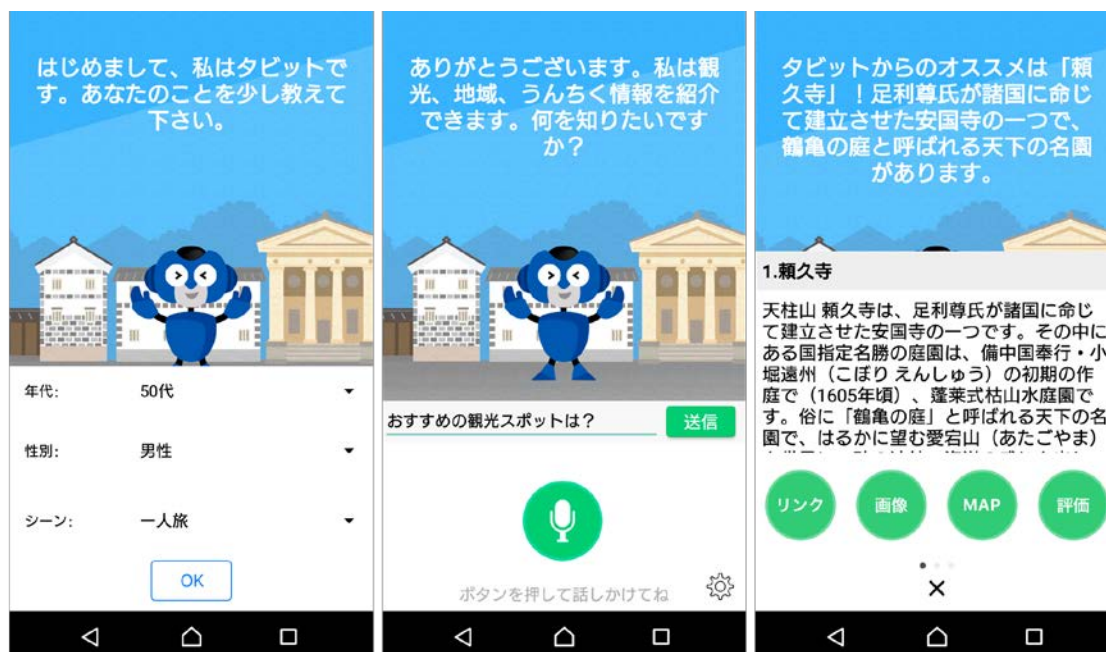 はじめまして、私はタビットで
す。あなたのことを少し教えて
下さい。
年代:
50代
性別:
男性
シーン:
一人旅
OK
ありがとうございます。私は観
光、地域、うんちく情報を紹介
できます。何を知りたいです
か?
おすすめの観光スポットは?
送信
ボタンを押して話しかけてね
タビットからのオススメは「頼
久寺」!足利尊氏が諸国に命じ
て建立させた安国寺の一つで、
鶴亀の庭と呼ばれる天下の名園
があります。
1.頼久寺
天柱山 頼久寺は、足利尊氏が諸国に命じ
て建立させた安国寺の一つです。その中に
ある国指定名勝の庭園は、備中国奉行・小
堀遠州(こぼり えんしゅう)の初期の作
庭で(1605年頃)、蓬莱式枯山水庭園で
す。俗に「鶴亀の庭」と呼ばれる天下の名
園で、はるかに望む愛宕山(あたごやま)
リンク
画像
MAP
評価